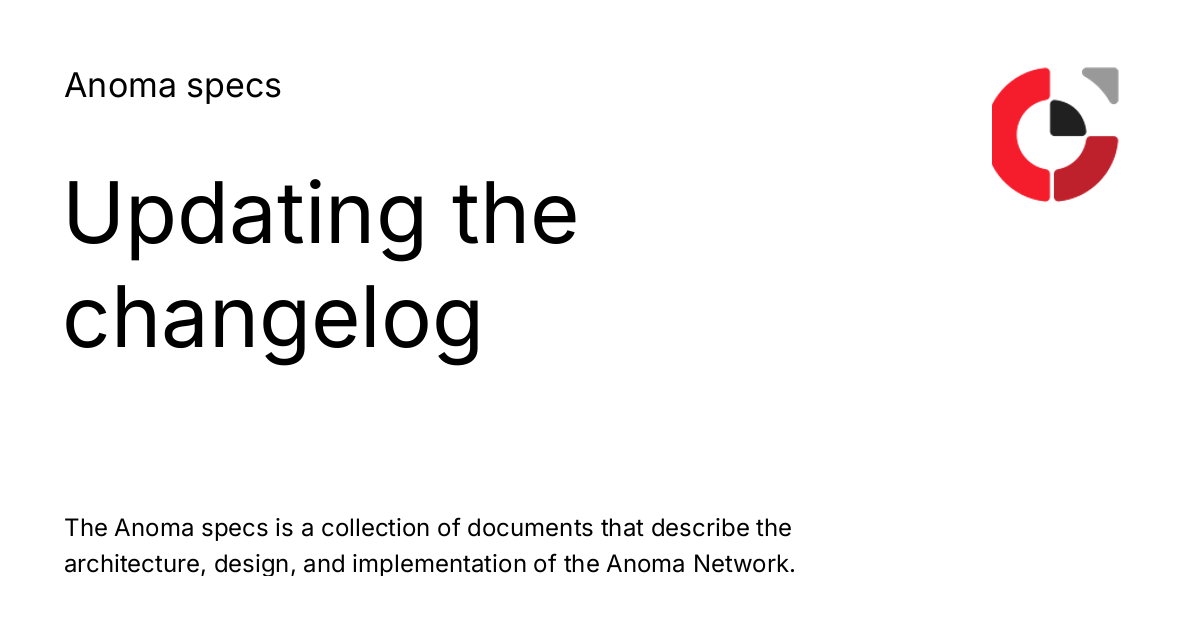 Anoma specs
Updating the
changelog
The Anoma specs is a collection of documents that describe the
architecture, design, and implementation of the Anoma Network.